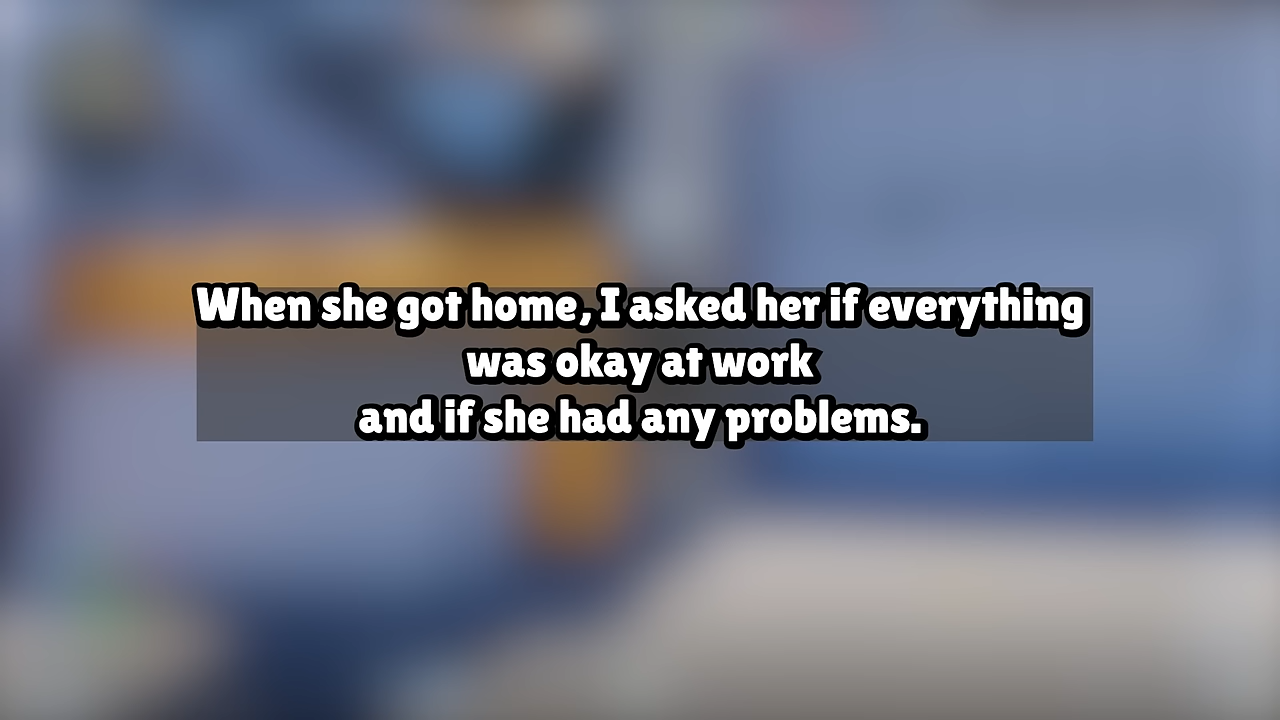 When she got home, I asked her if everything
was okay at work
and if she had any problems.